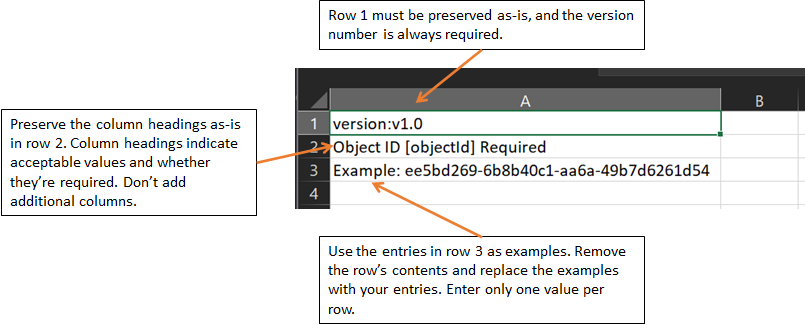 Row 1 must be preserved as-is, and the version
number is always required.
A
B
1
version:v1.0
Preserve the column headings as-is
in row 2. Column headings indicate
acceptable values and whether
they're required. Don't add
additional columns.
2
Object ID [objectId] Required
3
Example: ee5bd269-6b8b40c1-aa6a-49b7d6261d54
4
Use the entries in row 3 as examples. Remove
the row's contents and replace the examples
with your entries. Enter only one value per
row.